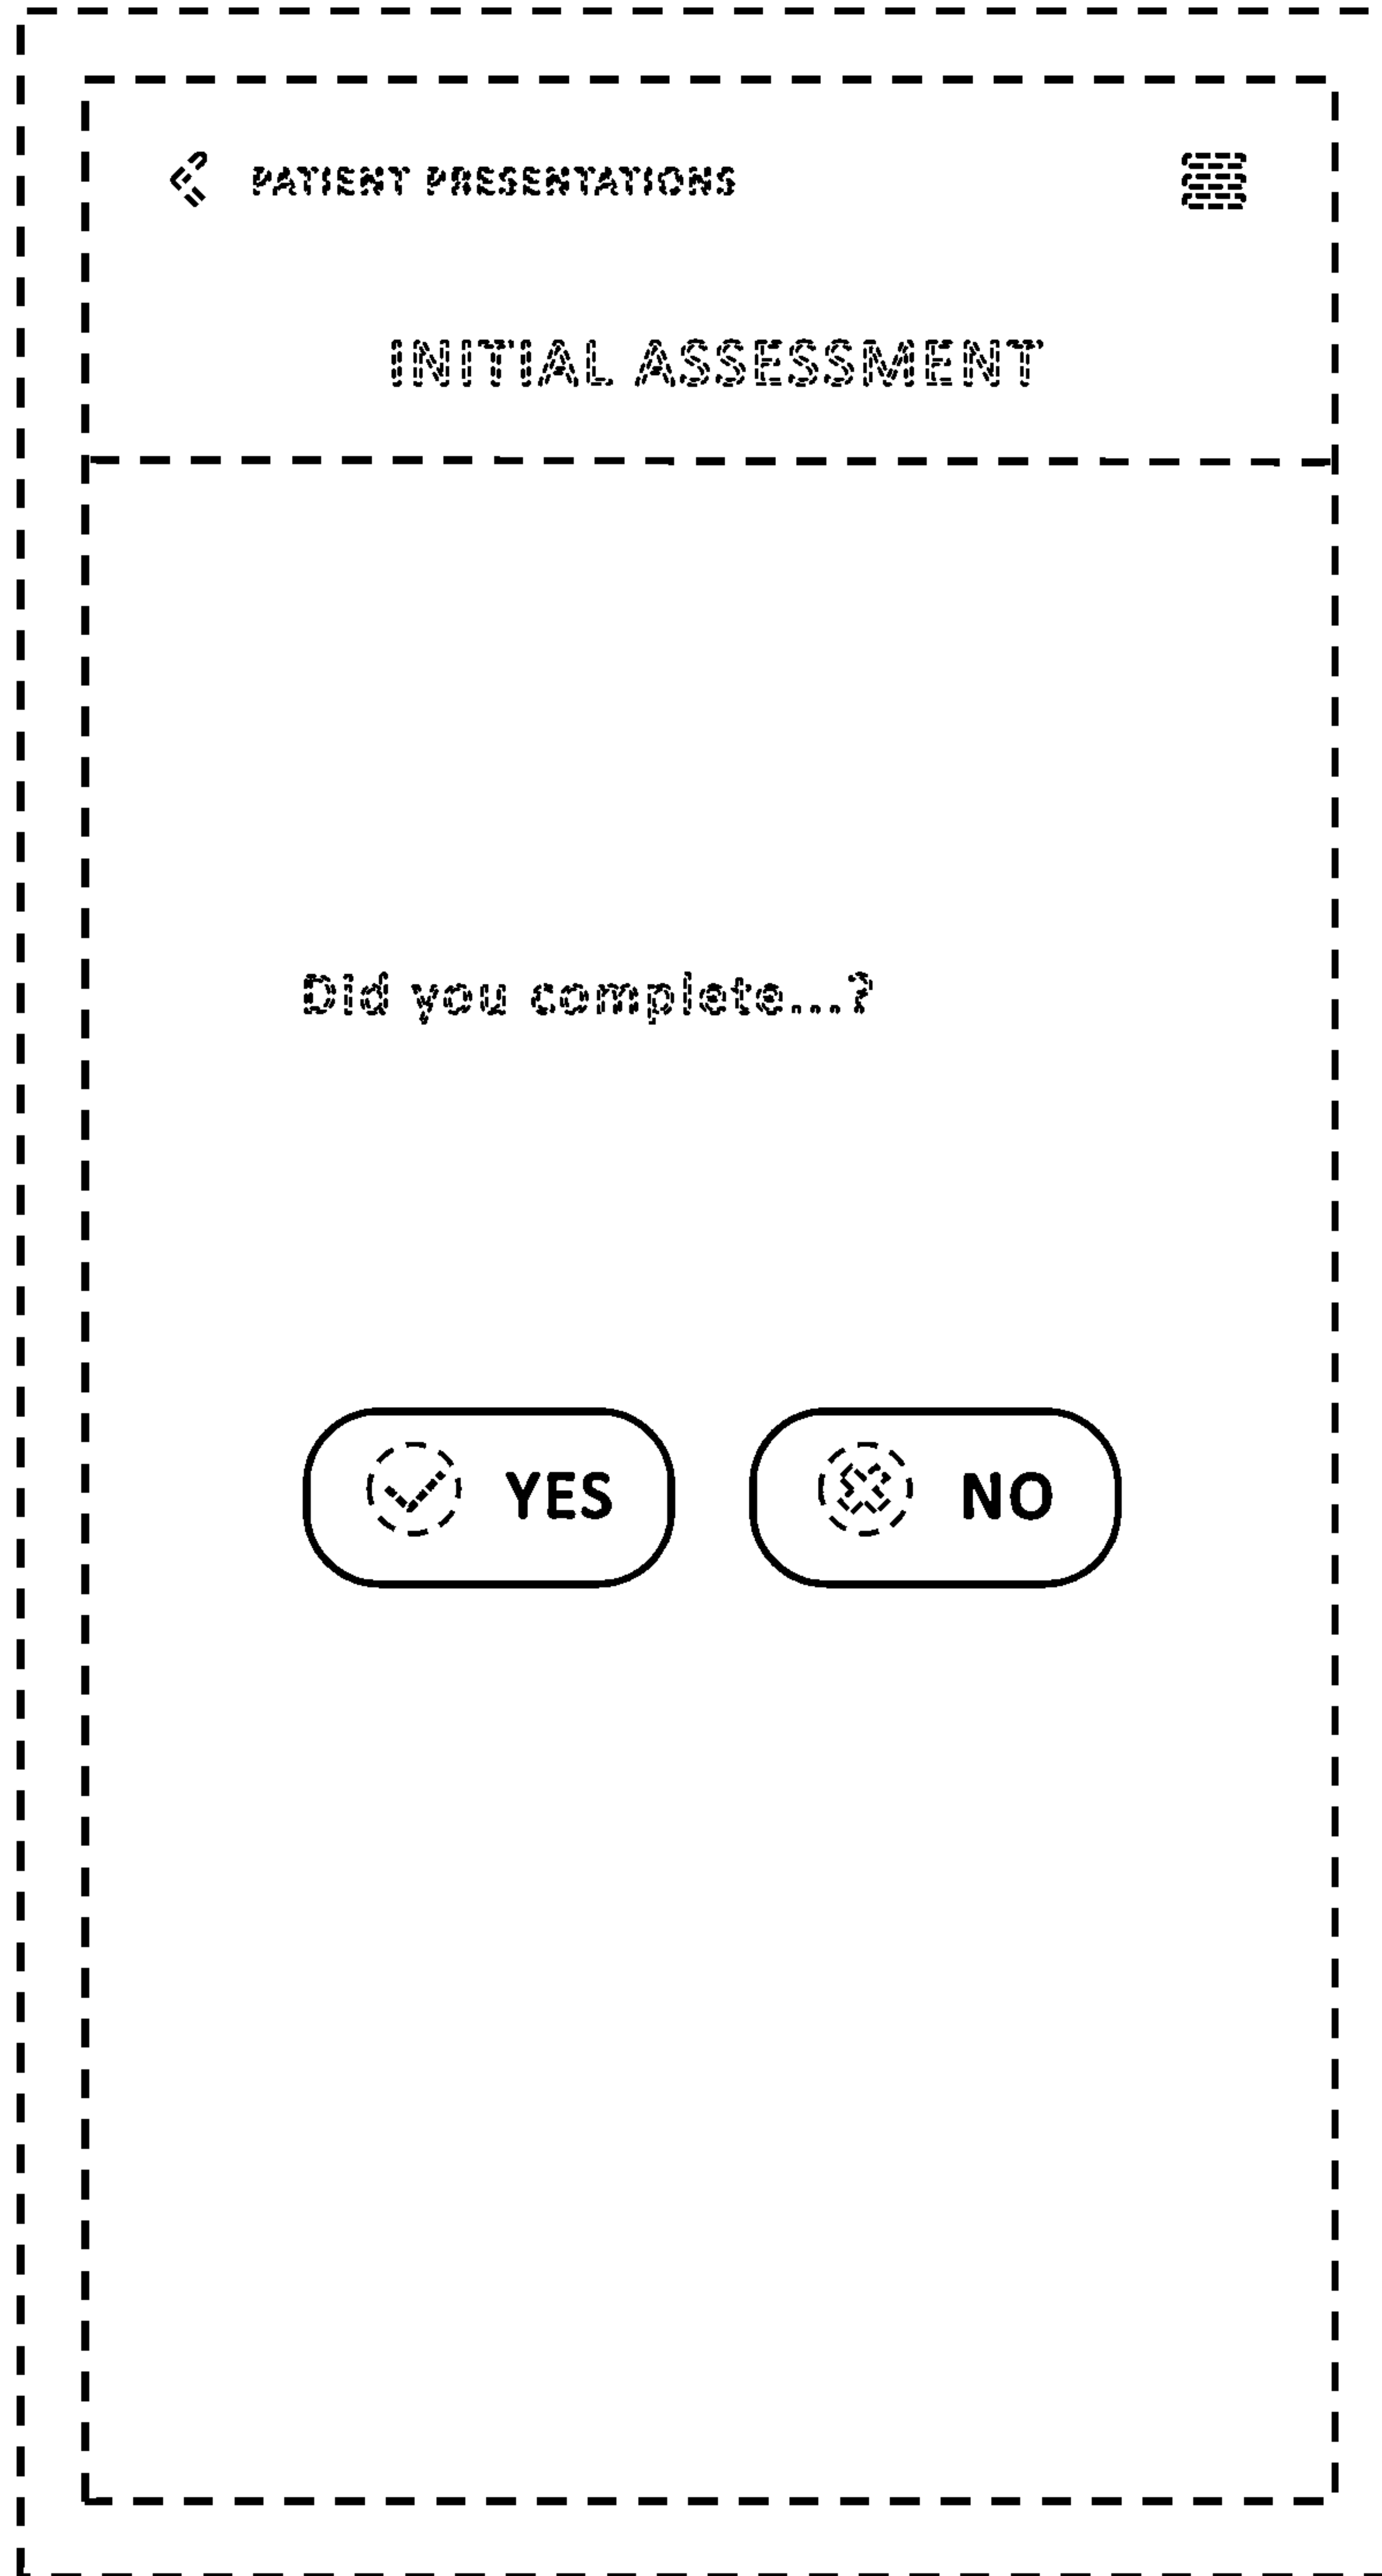 PATIENT PRESENTATIONS
INITIAL ASSESSMENT
Did you complete...?
YES
NO